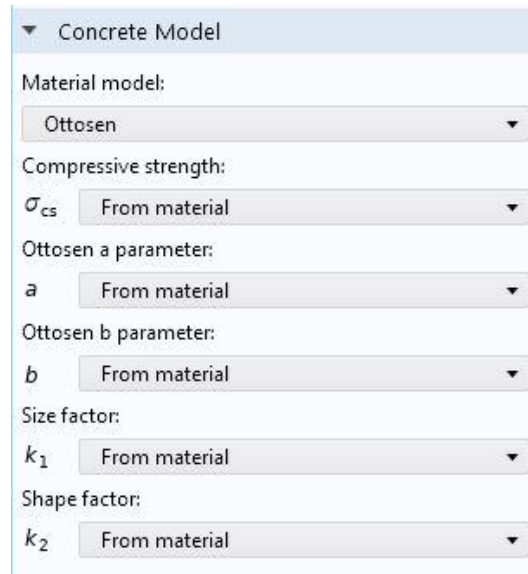 Concrete Model
Material model:
Ottosen
Compressive strength:
σcs From material
Ottosen a parameter:
a From material
Ottosen b parameter:
b From material
Size factor:
k1 From material
Shape factor:
k2 From material